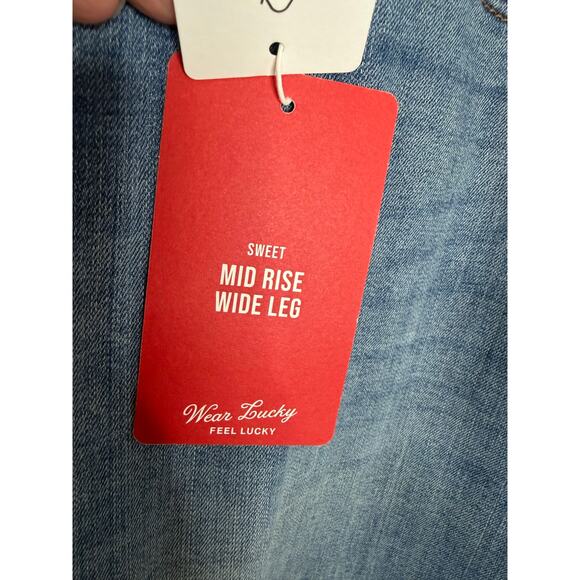 SWEET
MID RISE
WIDE LEG
Wear Lucky
FEEL LUCKY